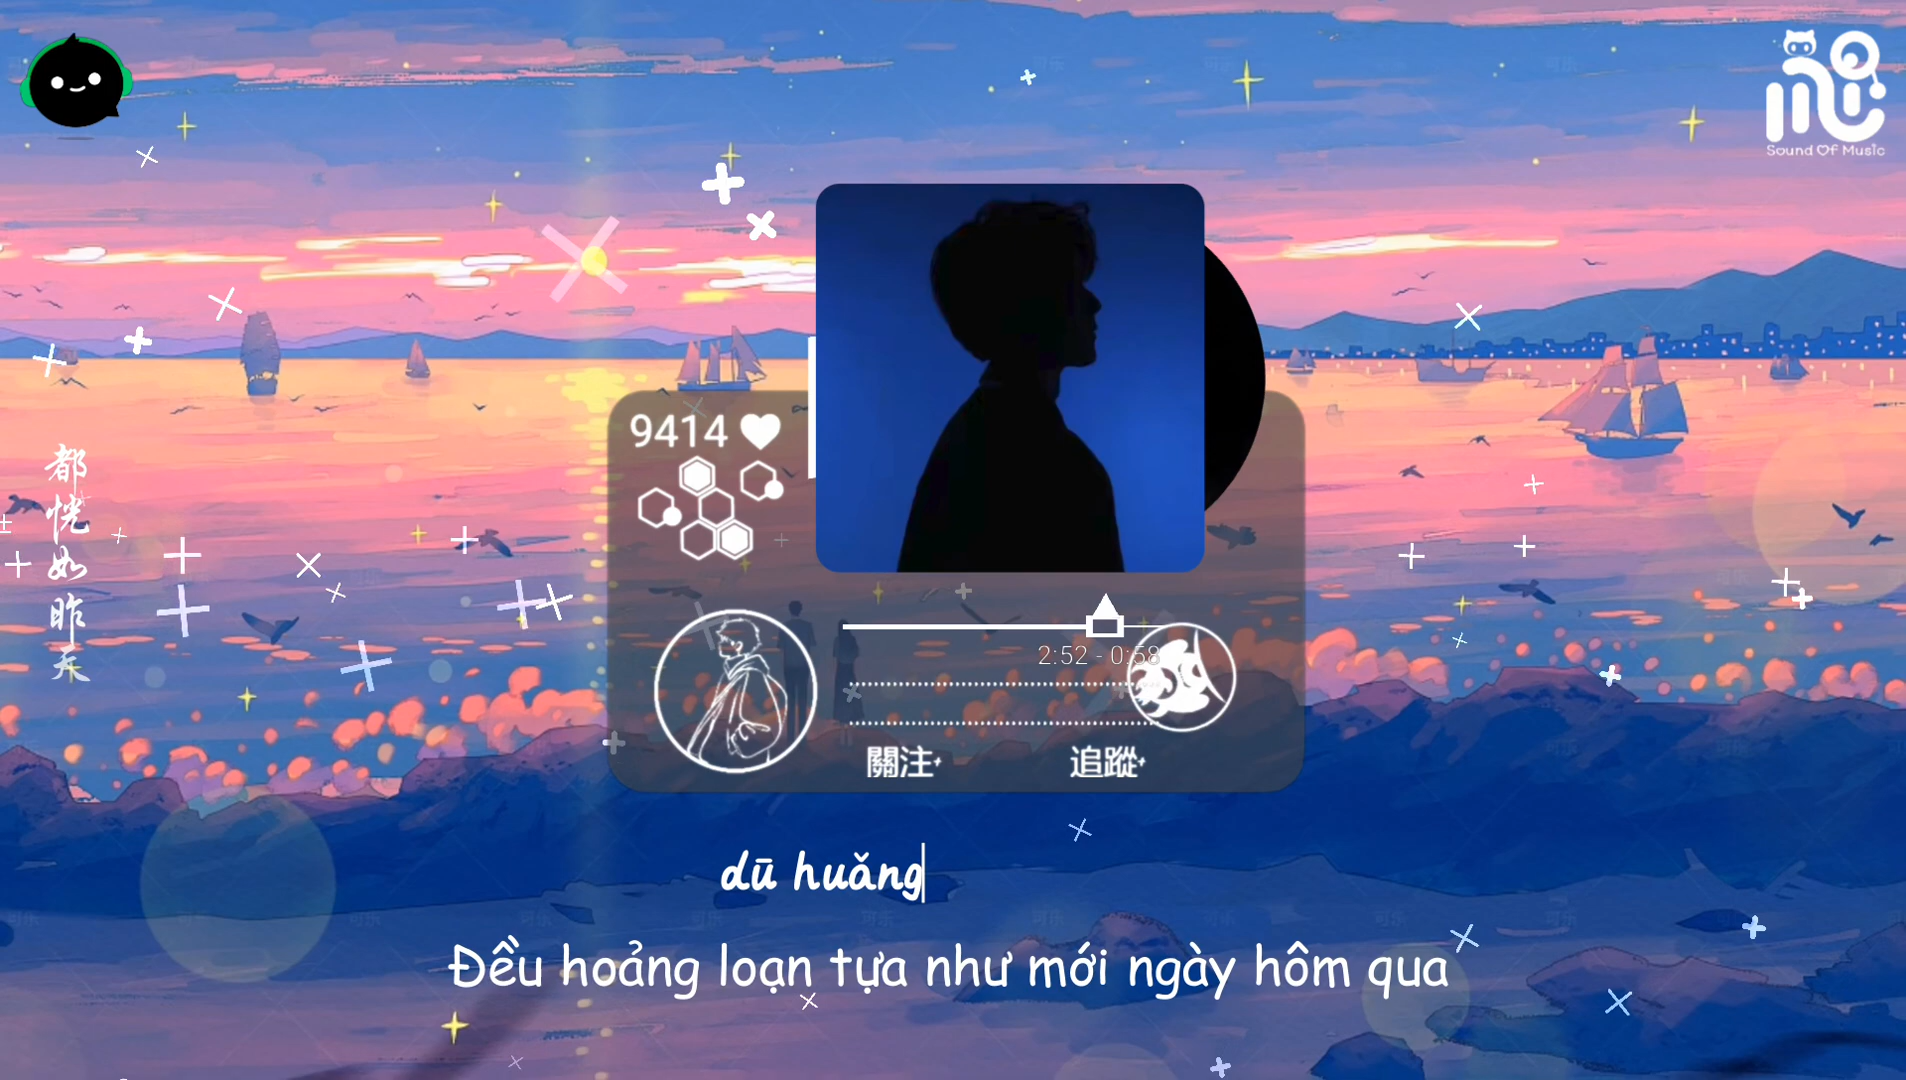 Sound Of Music
9414
都恍如昨天
2:52 - 0:58
關注+
追蹤+
dū huǎng
Đều hoảng loạn tựa như mới ngày hôm qua